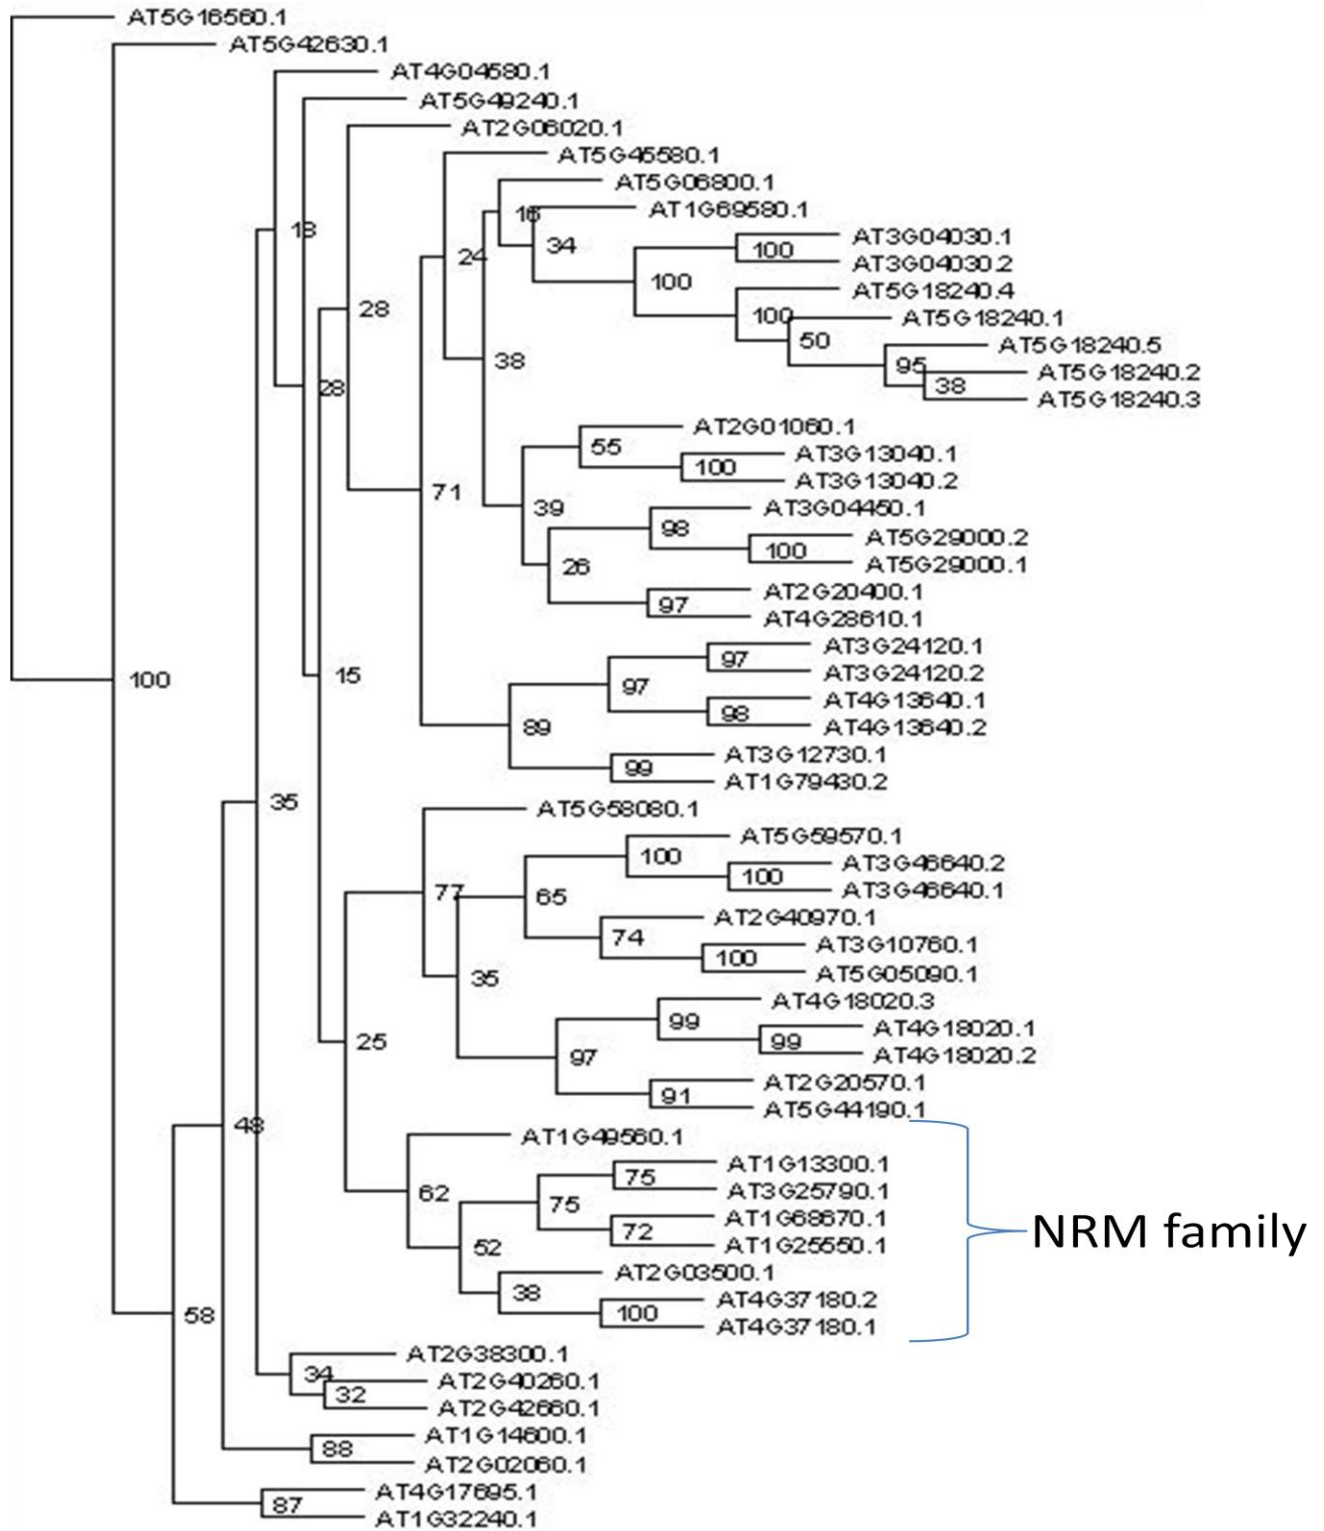 AT5G16560.1
AT5G42630.1
AT4G04580.1
AT5G49240.1
AT2G06020.1
AT5G45580.1
AT5G06800.1
16
AT1G69580.1
18
AT3G04030.1
34
100
24
AT3G04030.2
100
AT5G18240.4
28
100
AT5G18240.1
50
AT5G18240.5
38
95
AT5G18240.2
28
38
AT5G18240.3
AT2G01060.1
55
AT3G13040.1
100
AT3G13040.2
71
39
AT3G04450.1
98
AT5G29000.2
100
AT5G29000.1
26
AT2G20400.1
97
AT4G28610.1
AT3G24120.1
97
AT3G24120.2
100
15
97
AT4G13640.1
98
AT4G13640.2
89
AT3G12730.1
99
AT1G79430.2
35
AT5G58080.1
AT5G59570.1
100
AT3G46640.2
100
AT3G46640.1
77
65
AT2G40970.1
74
AT3G10760.1
100
AT5G05090.1
35
AT4G18020.3
99
AT4G18020.1
25
99
AT4G18020.2
97
AT2G20570.1
91
AT5G44190.1
48
AT1G49560.1
AT1G13300.1
75
AT3G25790.1
62
75
AT1G68670.1
72
NRM family
AT1G25550.1
52
AT2G03500.1
38
AT4G37180.2
58
100
AT4G37180.1
AT2G38300.1
34
AT2G40260.1
32
AT2G42660.1
AT1G14600.1
88
AT2G02060.1
AT4G17695.1
87
AT1G32240.1